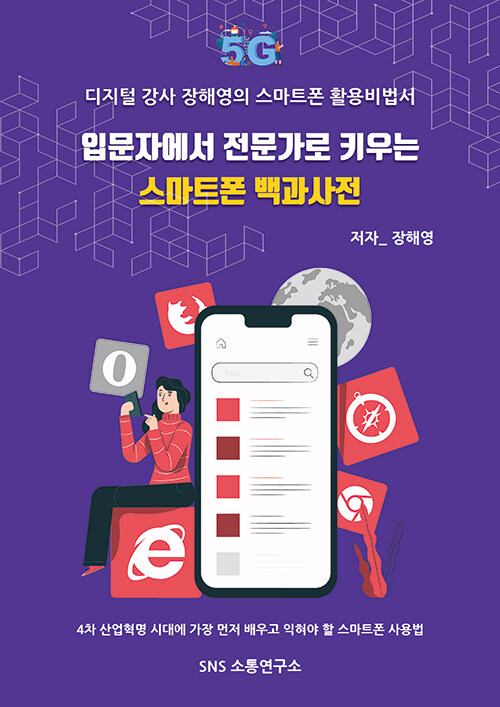 5G
디지털 강사 장해영의 스마트폰 활용비법서
입문자에서 전문가로 키우는
스마트폰 백과사전
저자_ 장해영
Text
4차 산업혁명 시대에 가장 먼저 배우고 익혀야 할 스마트폰 사용법
SNS 소통연구소